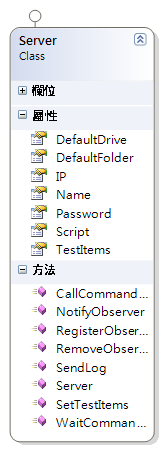 Server
Class
欄位
屬性
DefaultDrive
DefaultFolder
IP
Name
Password
Script
TestItems
方法
CallCommand...
NotifyObserver
RegisterObser...
RemoveObser...
SendLog
Server
SetTestItems
WaitComman...